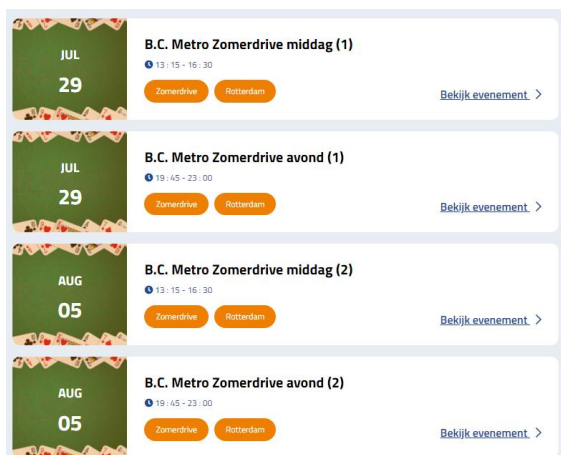 JUL
29
B.C. Metro Zomerdrive middag (1)
13 : 15 - 16 : 30
Zomerdrive Rotterdam
Bekijk evenement
JUL
29
B.C. Metro Zomerdrive avond (1)
19 : 45 - 23 : 00
Zomerdrive Rotterdam
Bekijk evenement
AUG
05
B.C. Metro Zomerdrive middag (2)
13 : 15 - 16 : 30
Zomerdrive Rotterdam
Bekijk evenement
AUG
05
B.C. Metro Zomerdrive avond (2)
19 : 45 - 23 : 00
Zomerdrive Rotterdam
Bekijk evenement